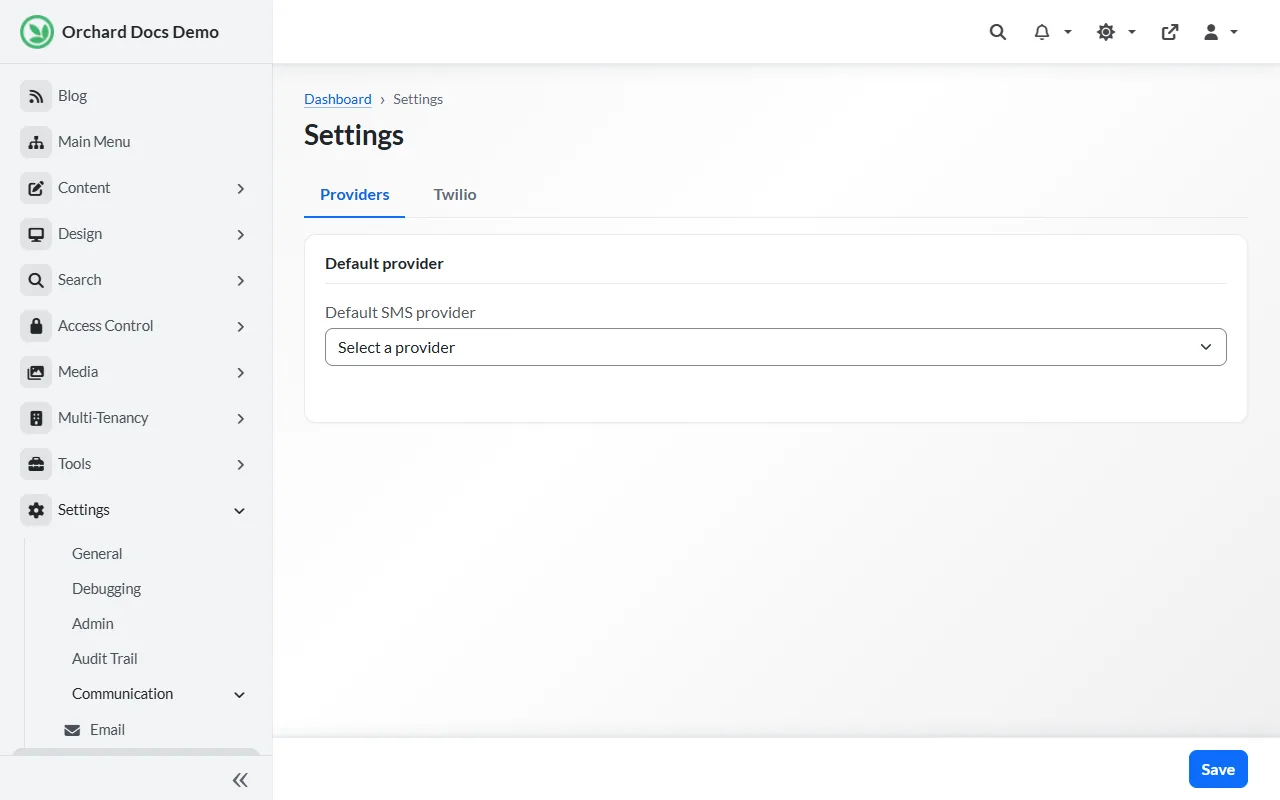 Orchard Docs Demo
Blog
Main Menu
Content
Design
Search
Access Control
Media
Multi-Tenancy
Tools
Settings
General
Debugging
Admin
Audit Trail
Communication
Email
Dashboard › Settings
Settings
Providers Twilio
Default provider
Default SMS provider
Select a provider
Save